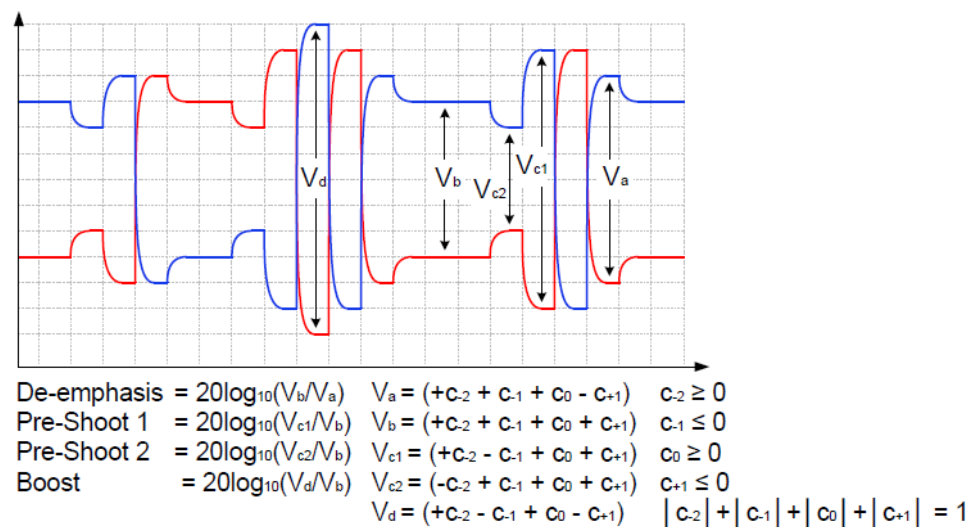 Vd
Vb
Vc2
Vc1
Va
De-emphasis = 20log10(Vb/Va) Va = (+c-2 + c-1 + c0 - c+1) c-2 ≥ 0
Pre-Shoot 1 = 20log10(Vc1/Vb) Vb = (+c-2 + c-1 + c0 + c+1) c-1 ≤ 0
Pre-Shoot 2 = 20log10(Vc2/Vb) Vc1 = (+c-2 - c-1 + c0 + c+1) c0 ≥ 0
Boost = 20log10(Vd/Vb) Vc2 = (-c-2 + c-1 + c0 + c+1) c+1 ≤ 0
Vd = (+c-2 - c-1 + c0 - c+1) |c-2| + |c-1| + |c0| + |c+1| = 1